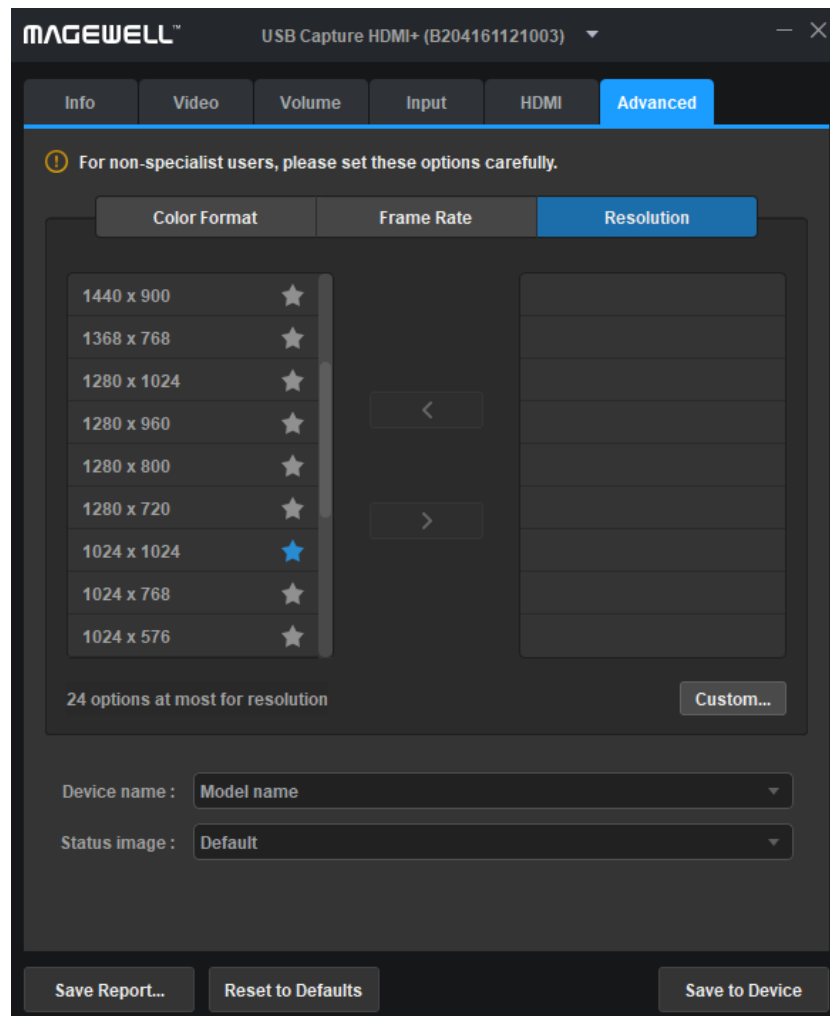 MAGEWELL™ USB Capture HDMI+ (B204161121003)
Info Video Volume Input HDMI Advanced
For non-specialist users, please set these options carefully.
Color Format Frame Rate Resolution
1440 x 900
1368 x 768
1280 x 1024
1280 x 960
1280 x 800
1280 x 720
1024 x 1024
1024 x 768
1024 x 576
24 options at most for resolution Custom...
Device name : Model name
Status image : Default
Save Report... Reset to Defaults Save to Device